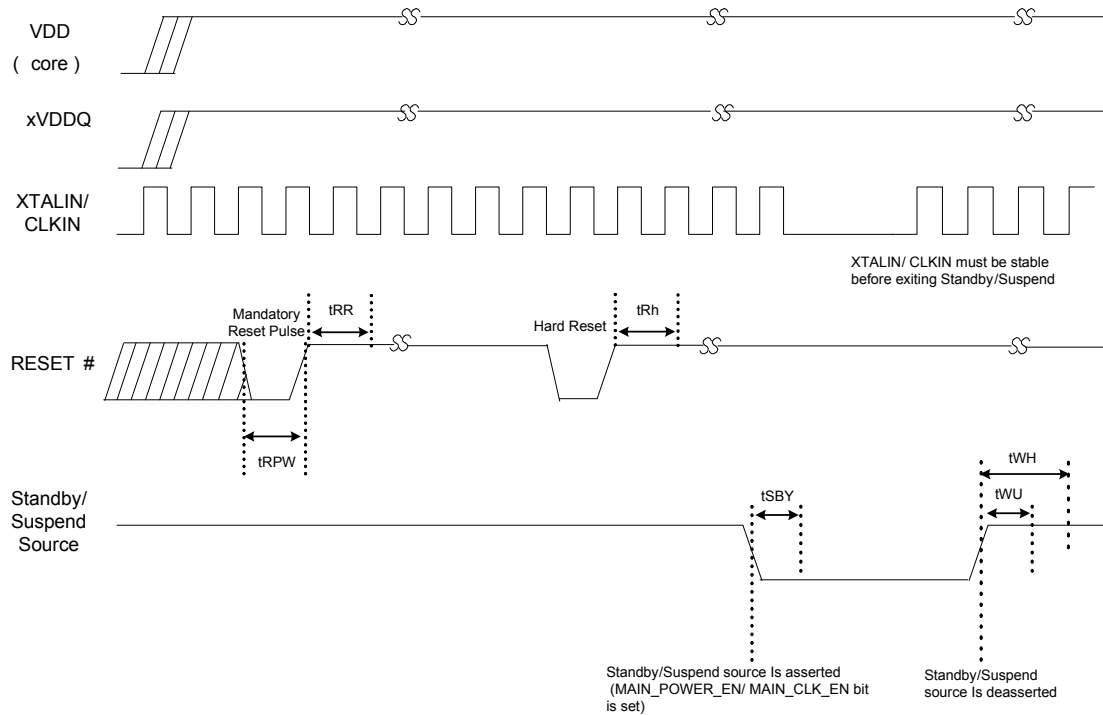 VDD
( core )
xVDDQ
XTALIN/
CLKIN
XTALIN/ CLKIN must be stable
before exiting Standby/Suspend
Mandatory
Reset Pulse
tRR
Hard Reset
tRh
RESET #
tRPW
Standby/
Suspend
Source
tSBY
tWH
tWU
Standby/Suspend source Is asserted
(MAIN_POWER_EN/ MAIN_CLK_EN bit
is set)
Standby/Suspend
source Is deasserted